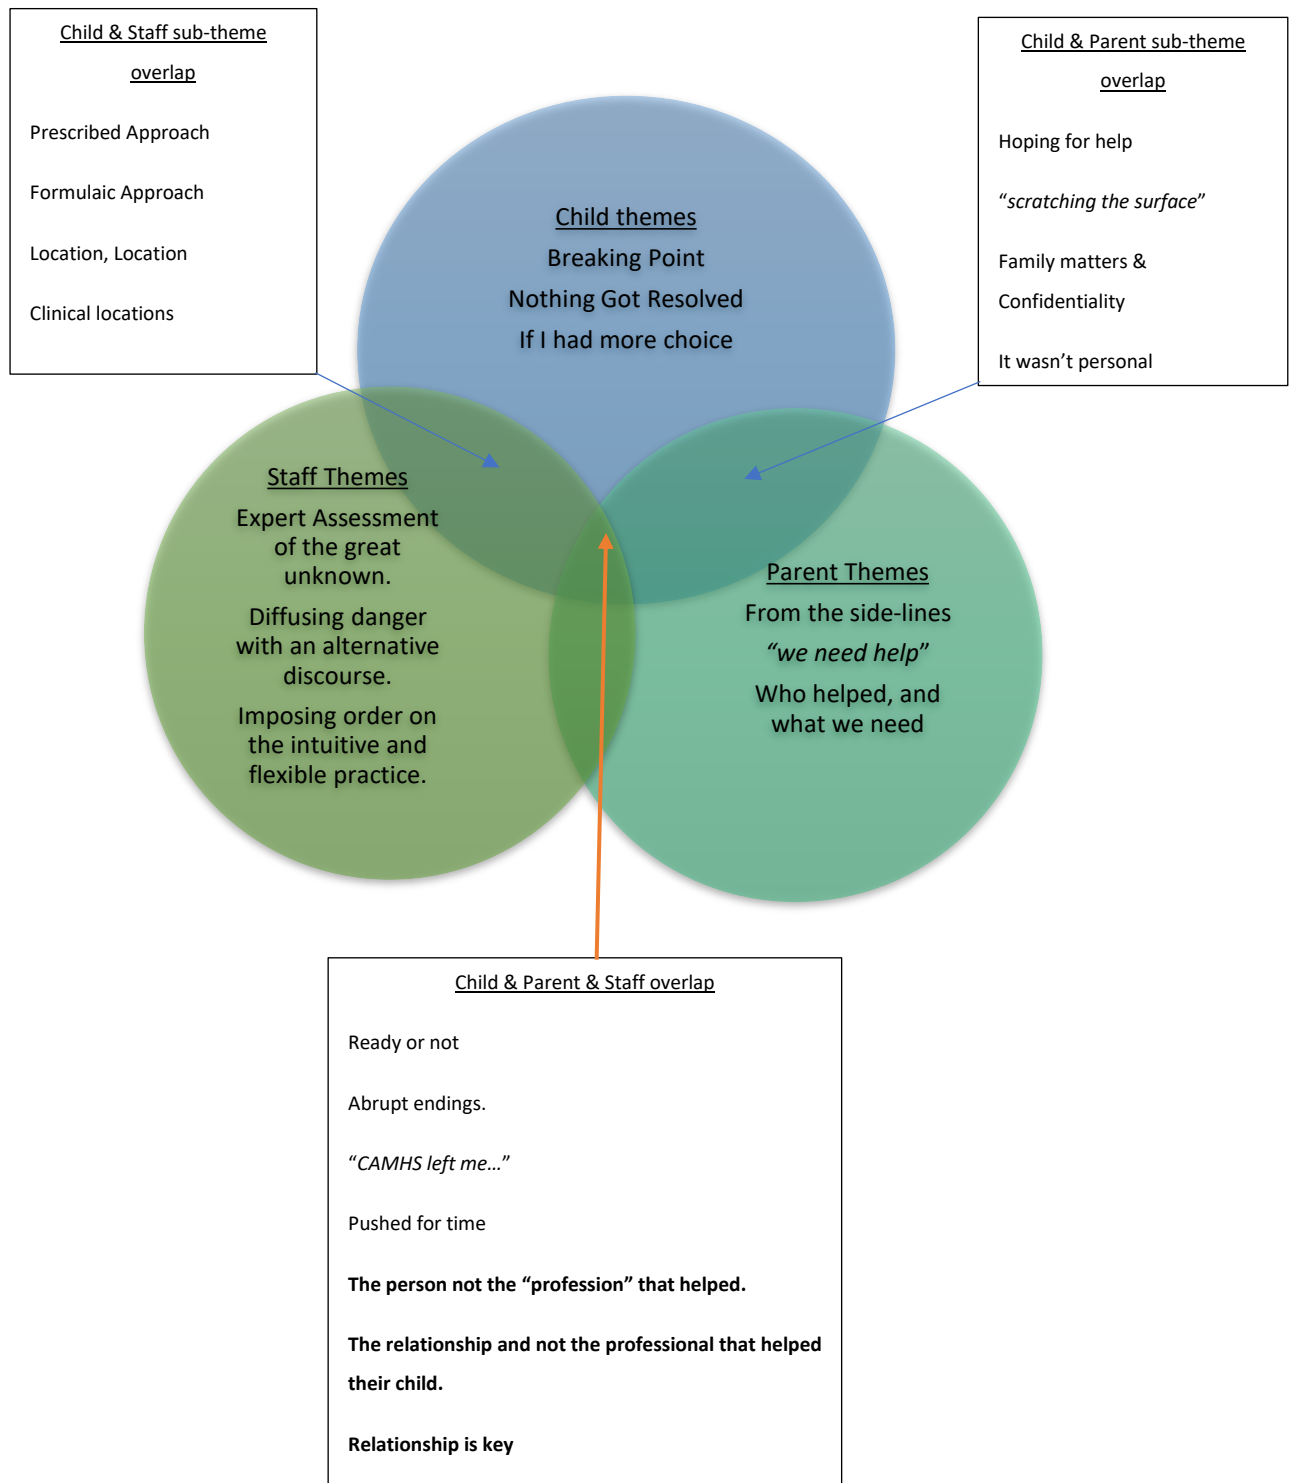 Child & Staff sub-theme
overlap
Prescribed Approach
Formulaic Approach
Location, Location
Clinical locations
Child & Parent sub-theme
overlap
Hoping for help
“scratching the surface”
Family matters &
Confidentiality
It wasn’t personal
Child themes
Breaking Point
Nothing Got Resolved
If I had more choice
Staff Themes
Expert Assessment
of the great
unknown.
Diffusing danger
with an alternative
discourse.
Imposing order on
the intuitive and
flexible practice.
Parent Themes
From the side-lines
“we need help”
Who helped, and
what we need
Child & Parent & Staff overlap
Ready or not
Abrupt endings.
“CAMHS left me…”
Pushed for time
The person not the “profession” that helped.
The relationship and not the professional that helped
their child.
Relationship is key